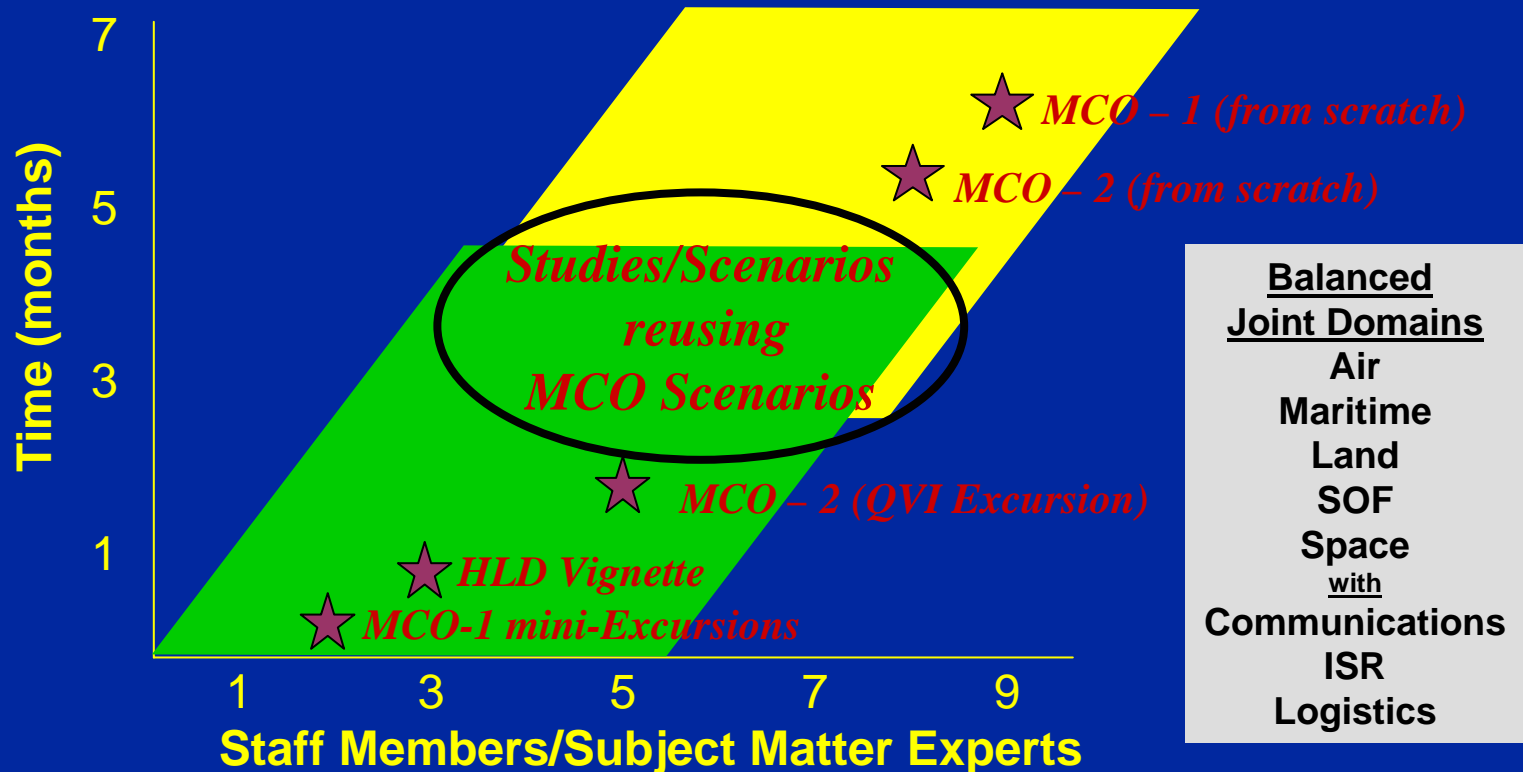 7
5
3
1
Time (months)
MCO – 1 (from scratch)
MCO – 2 (from scratch)
Studies/Scenarios
reusing
MCO Scenarios
MCO – 2 (QVI Excursion)
HLD Vignette
MCO-1 mini-Excursions
1 3 5 7 9
Staff Members/Subject Matter Experts
Balanced
Joint Domains
Air
Maritime
Land
SOF
Space
with
Communications
ISR
Logistics